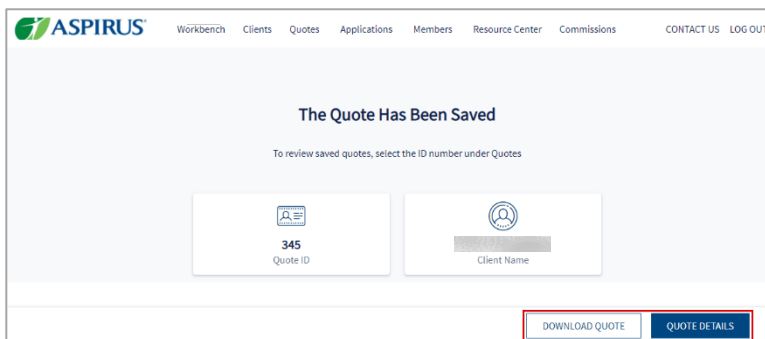 ASPIRUS
Workbench Clients Quotes Applications Members Resource Center Commissions CONTACT US LOG OUT
The Quote Has Been Saved
To review saved quotes, select the ID number under Quotes
345
Quote ID
Client Name
DOWNLOAD QUOTE QUOTE DETAILS